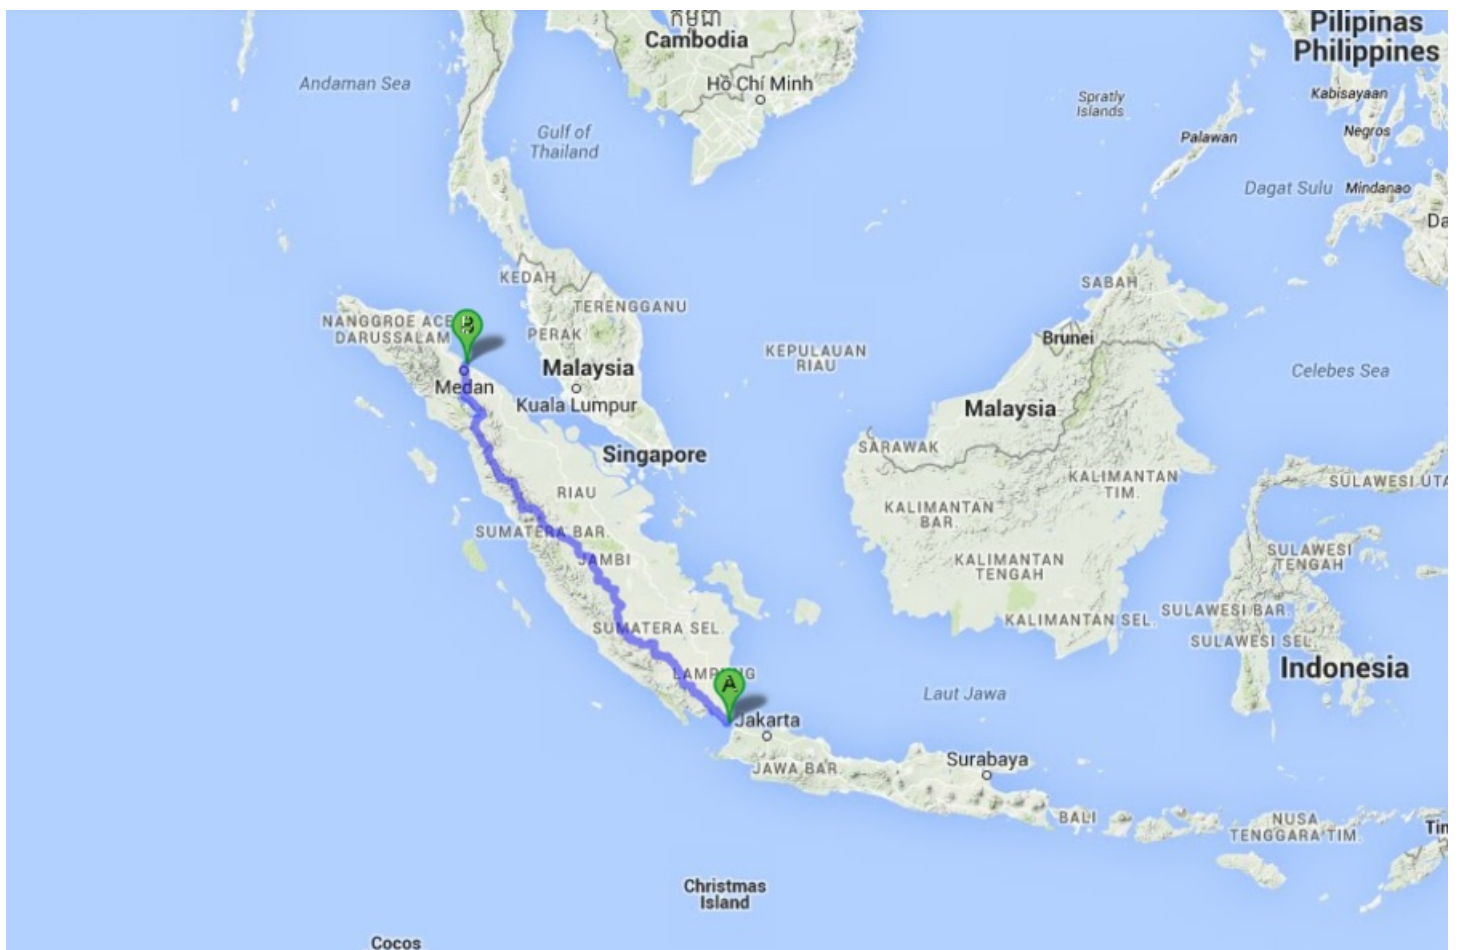 កម្ពុជា
Cambodia
Pilipinas
Philippines
Andaman Sea
Hồ Chí Minh
Spratly
Islands
Kabisayaan
Gulf of
Thailand
Palawan
Negros
Dagat Sulu
Mindanao
Da
KEDAH
SABAH
TERENGGANU
NANGGROE ACE
DARUSSALAM
B
PERAK
Brunei
KEPULAUAN
RIAU
Malaysia
Celebes Sea
Medan
Kuala Lumpur
Malaysia
SARAWAK
Singapore
KALIMANTAN
TIM.
SULAWESI UTA
RIAU
KALIMANTAN
BAR.
SUMATERA BAR.
JAMBI
KALIMANTAN
TENGAH
SULAWESI
TENGAH
SULAWESI BAR.
KALIMANTAN SEL.
SUMATERA SEL.
SULAWESI SEL.
Indonesia
LAMPUNG
A
Laut Jawa
Jakarta
Surabaya
JAWA BAR.
BALI
NUSA
TENGGARA TIM.
Tim
Christmas
Island
Cocos